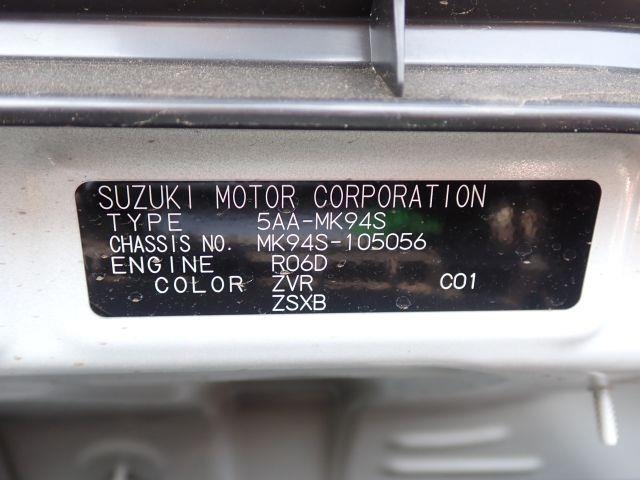 SUZUKI MOTOR CORPORATION
TYPE 5AA-MK94S
CHASSIS NO. MK94S-105056
ENGINE R06D
COLOR ZVR C01
ZSXB